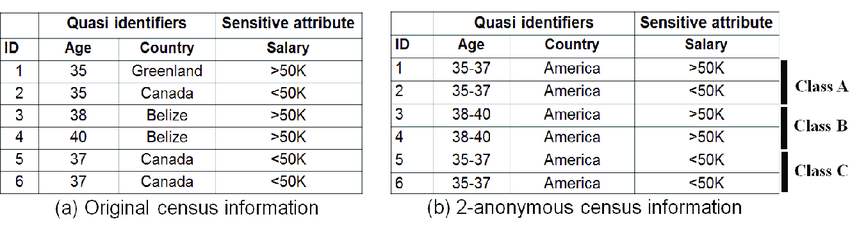 Quasi identifiers Sensitive attribute
ID Age Country Salary
1 35 Greenland >50K
2 35 Canada <50K
3 38 Belize >50K
4 40 Belize >50K
5 37 Canada <50K
6 37 Canada <50K
(a) Original census information
Quasi identifiers Sensitive attribute
ID Age Country Salary
1 35-37 America >50K
2 35-37 America <50K
Class A
3 38-40 America >50K
4 38-40 America >50K
Class B
5 35-37 America <50K
6 35-37 America <50K
Class C
(b) 2-anonymous census information